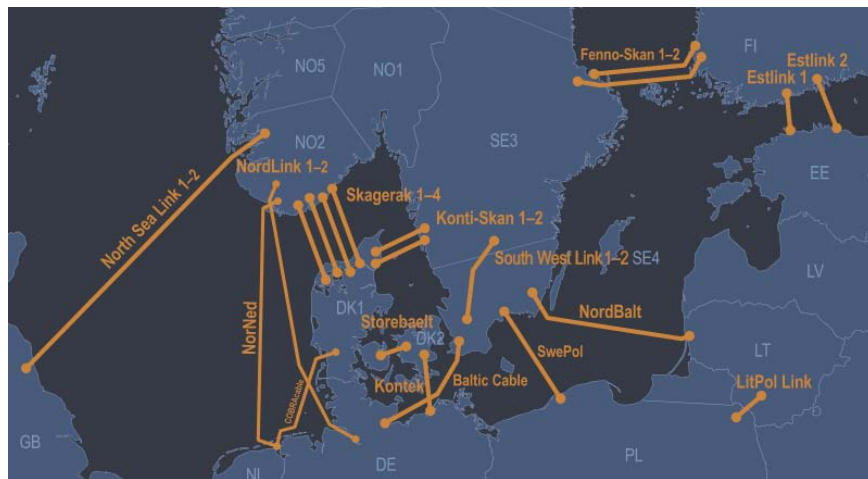 Fenno-Skan 1–2
FI
Estlink 2
Estlink 1
NO5
NO1
NO2
SE3
NordLink 1–2
EE
Skagerak 1–4
North Sea Link 1–2
Konti-Skan 1–2
South West Link 1–2
SE4
LV
DK1
NordBalt
Storebaelt
DK2
NorNed
SwePol
LT
Kontek
Baltic Cable
LitPol Link
COBRAcable
GB
NL
DE
PL